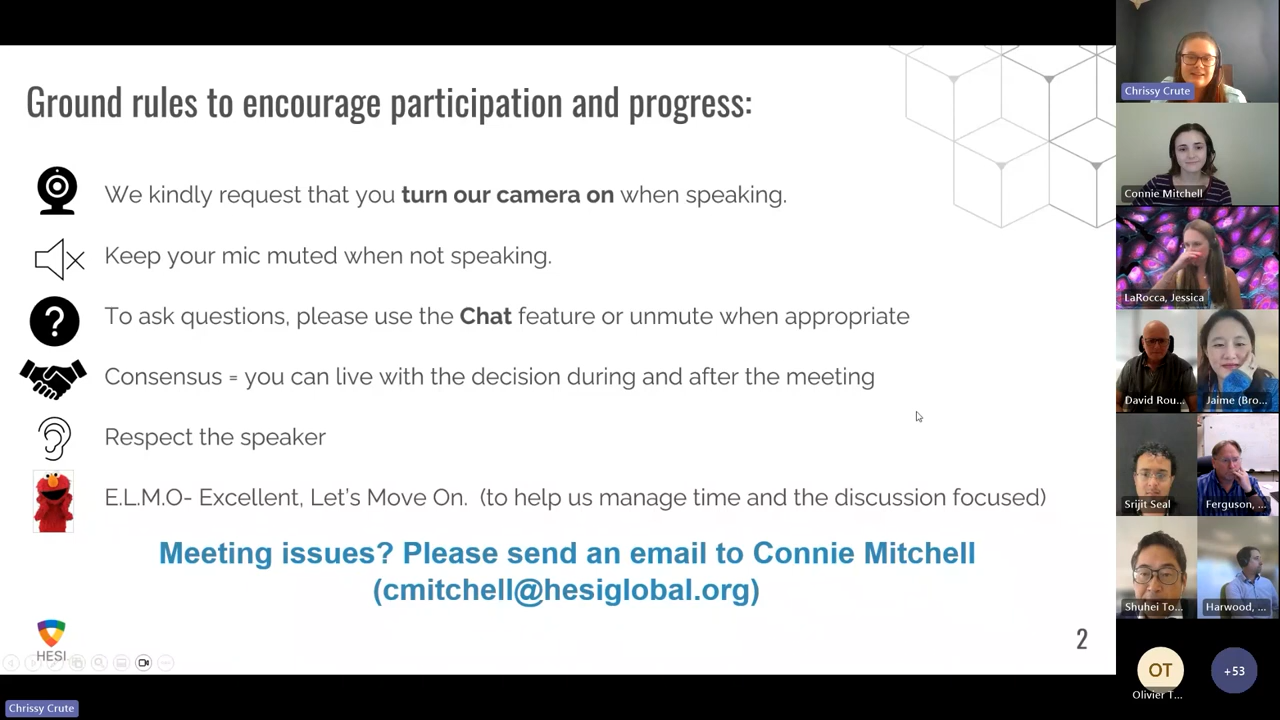 Ground rules to encourage participation and progress:
We kindly request that you turn our camera on when speaking.
Keep your mic muted when not speaking.
To ask questions, please use the Chat feature or unmute when appropriate
Consensus = you can live with the decision during and after the meeting
Respect the speaker
E.L.M.O- Excellent, Let's Move On. (to help us manage time and the discussion focused)
Meeting issues? Please send an email to Connie Mitchell
(cmitchell@hesiglobal.org)
HESI
2
Chrissy Crute
Chrissy Crute
Connie Mitchell
LaRocca, Jessica
David Rou...
Jaime (Bro...
Srijit Seal
Ferguson, ...
Shuhei To...
Harwood, ...
OT
Olivier T...
+53